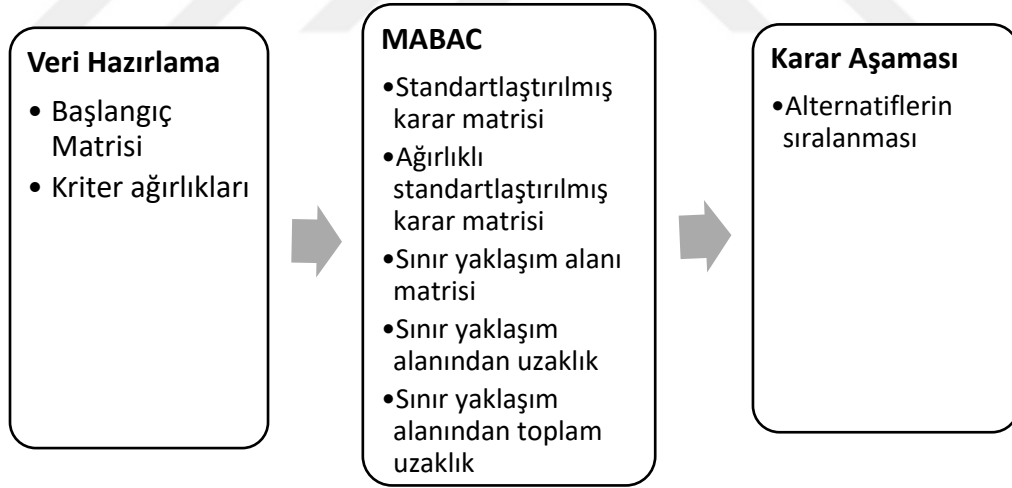 Veri Hazırlama
• Başlangıç
Matrisi
• Kriter ağırlıkları
MABAC
•Standartlaştırılmış
karar matrisi
•Ağırlıklı
standartlaştırılmış
karar matrisi
•Sınır yaklaşım alanı
matrisi
•Sınır yaklaşım
alanından uzaklık
•Sınır yaklaşım
alanından toplam
uzaklık
Karar Aşaması
•Alternatiflerin
sıralanması